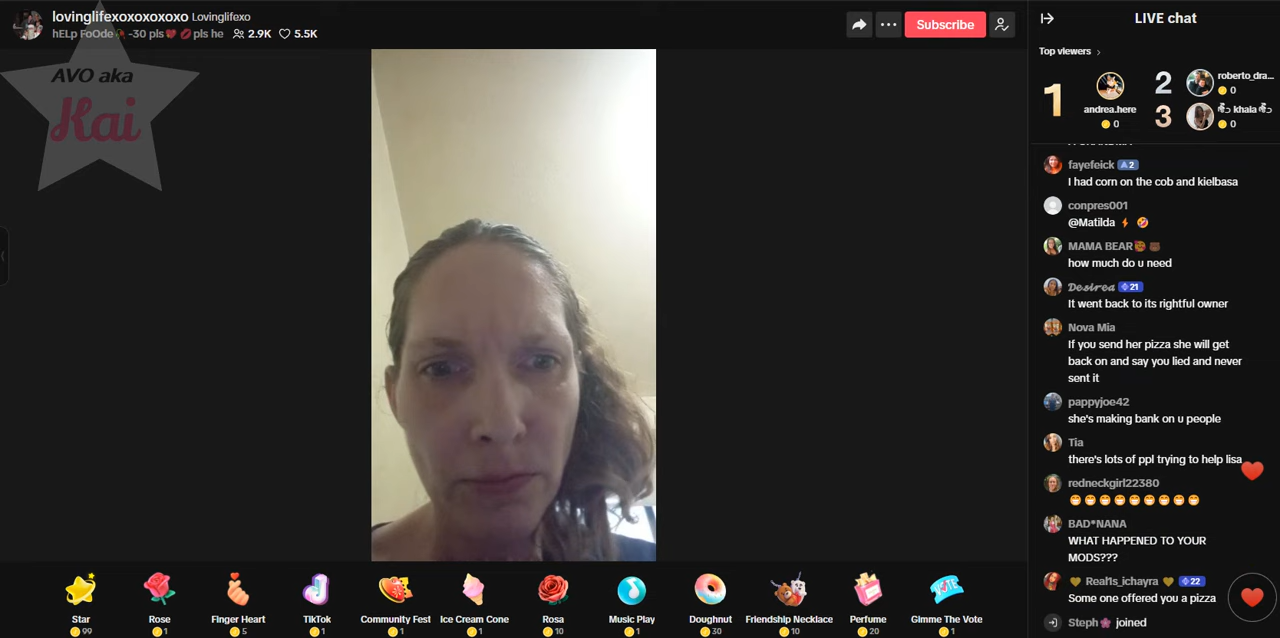 lovinglifexoxoxoxoxo Lovinglifexo
hELp FoOde -30 pls he 2.9K 5.5K
Subscribe
AVO aka
Kai
LIVE chat
Top viewers
1
andrea.here
0
2
roberto_dra...
0
3
khala
0
fayefeick A 2
I had corn on the cob and kielbasa
conpres001
@Matilda
MAMA BEAR
how much do u need
𝓓𝓮𝓼𝓲𝓻𝓮𝓪 21
It went back to its rightful owner
Nova Mia
If you send her pizza she will get
back on and say you lied and never
sent it
pappyjoe42
she's making bank on u people
Tia
there's lots of ppl trying to help lisa
redneckgirl22380
BAD*NANA
WHAT HAPPENED TO YOUR
MODS???
Real1s_ichayra 22
Some one offered you a pizza
Steph joined
Star
99
Rose
1
Finger Heart
5
TikTok
1
Community Fest
1
Ice Cream Cone
1
Rosa
10
Music Play
1
Doughnut
30
Friendship Necklace
10
Perfume
20
VOTE
Gimme The Vote
1